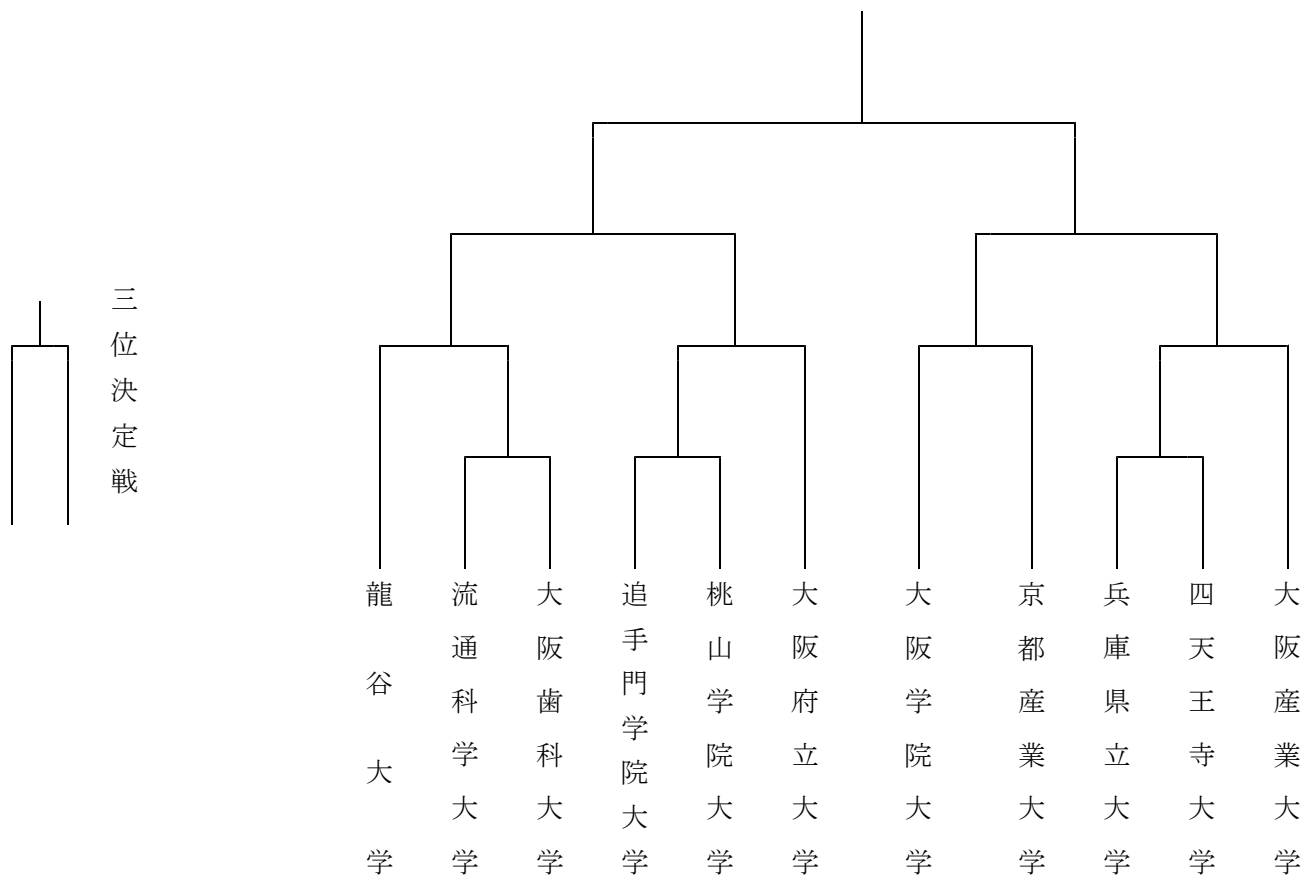 三位決定戦
龍谷大学
流通科学大学
大阪歯科大学
追手門学院大学
桃山学院大学
大阪府立大学
大阪学院大学
京都産業大学
兵庫県立大学
四天王寺大学
大阪産業大学